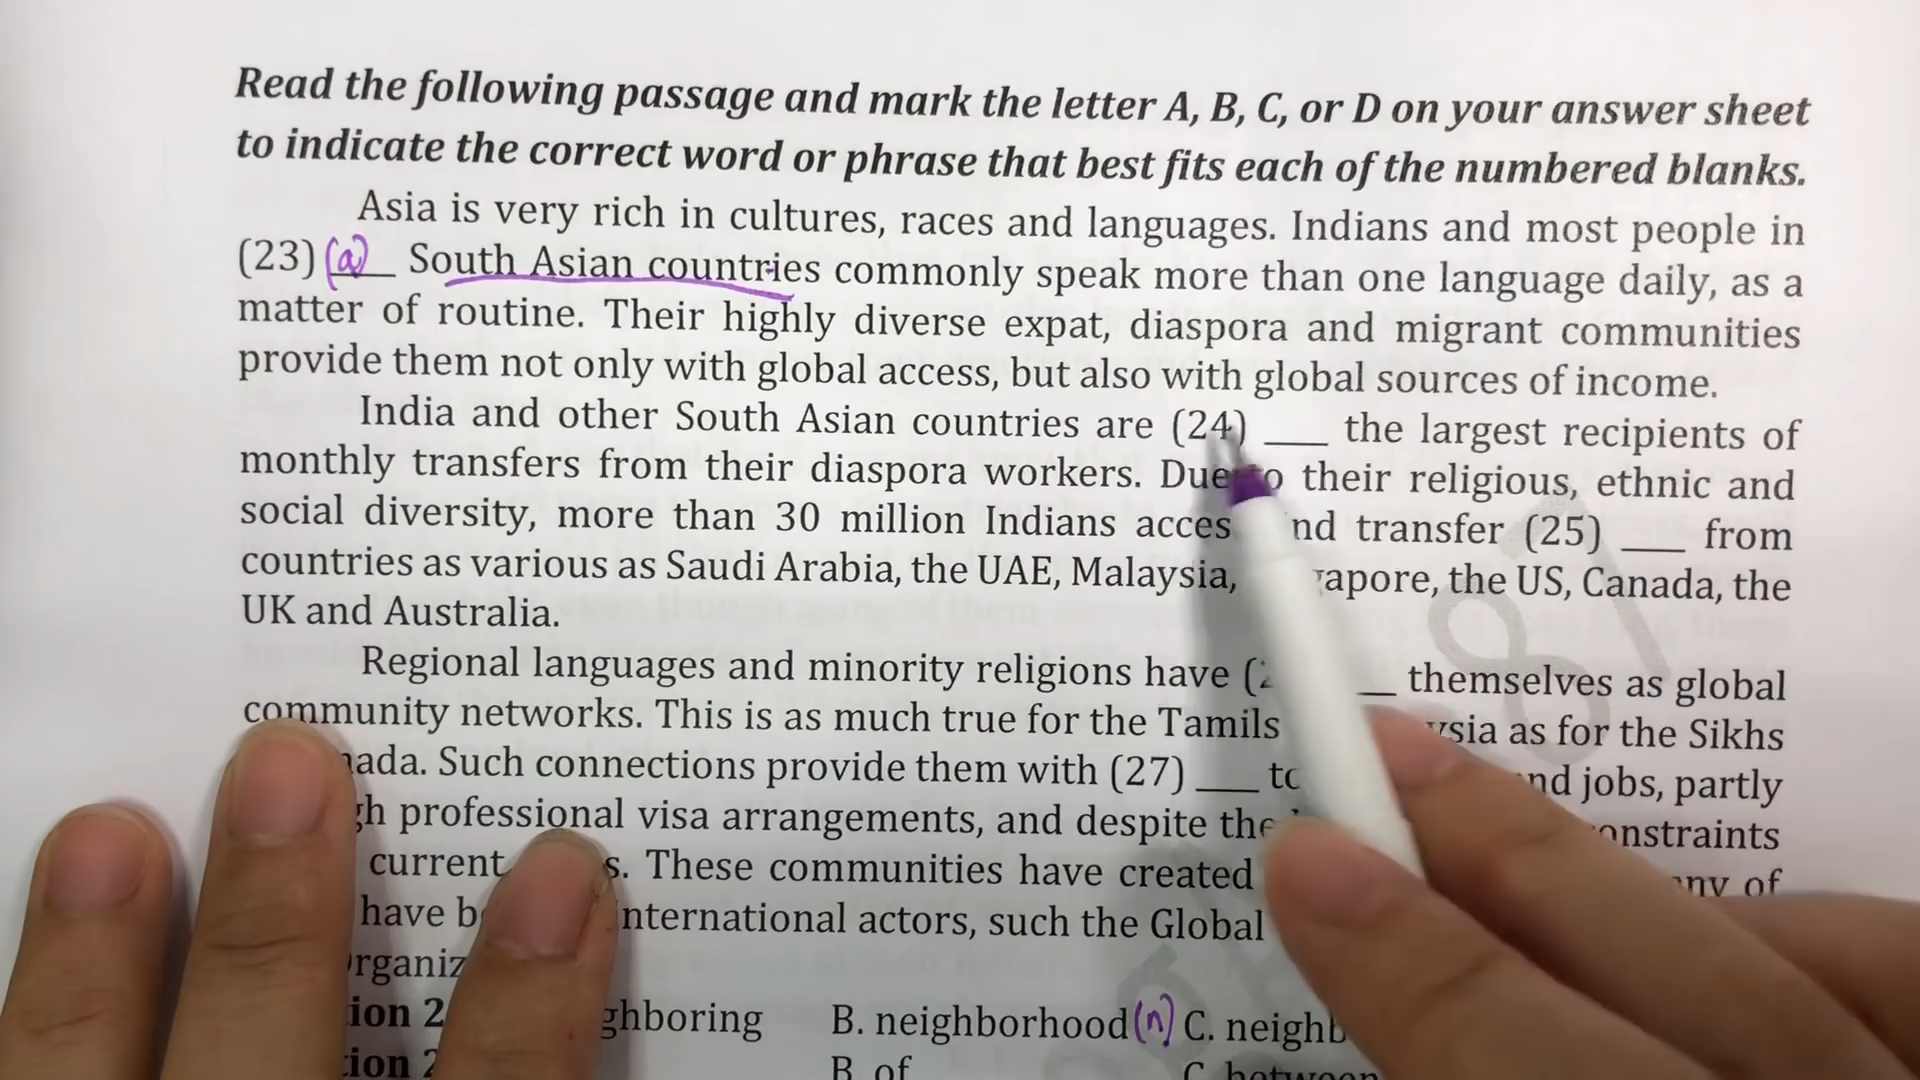 Read the following passage and mark the letter A, B, C, or D on your answer sheet
to indicate the correct word or phrase that best fits each of the numbered blanks.
Asia is very rich in cultures, races and languages. Indians and most people in
(23) (a) ___ South Asian countries commonly speak more than one language daily, as a
matter of routine. Their highly diverse expat, diaspora and migrant communities
provide them not only with global access, but also with global sources of income.
India and other South Asian countries are (24) ___ the largest recipients of
monthly transfers from their diaspora workers. Due to their religious, ethnic and
social diversity, more than 30 million Indians acces nd transfer (25) ___ from
countries as various as Saudi Arabia, the UAE, Malaysia, gapore, the US, Canada, the
UK and Australia.
Regional languages and minority religions have ( ___ themselves as global
community networks. This is as much true for the Tamils ysia as for the Sikhs
nada. Such connections provide them with (27) ___ to nd jobs, partly
gh professional visa arrangements, and despite the onstraints
current s. These communities have created ny of
have b international actors, such the Global
rganiz
ion 2 ghboring B. neighborhood (n) C. neighb
ion 2 B. of C. between